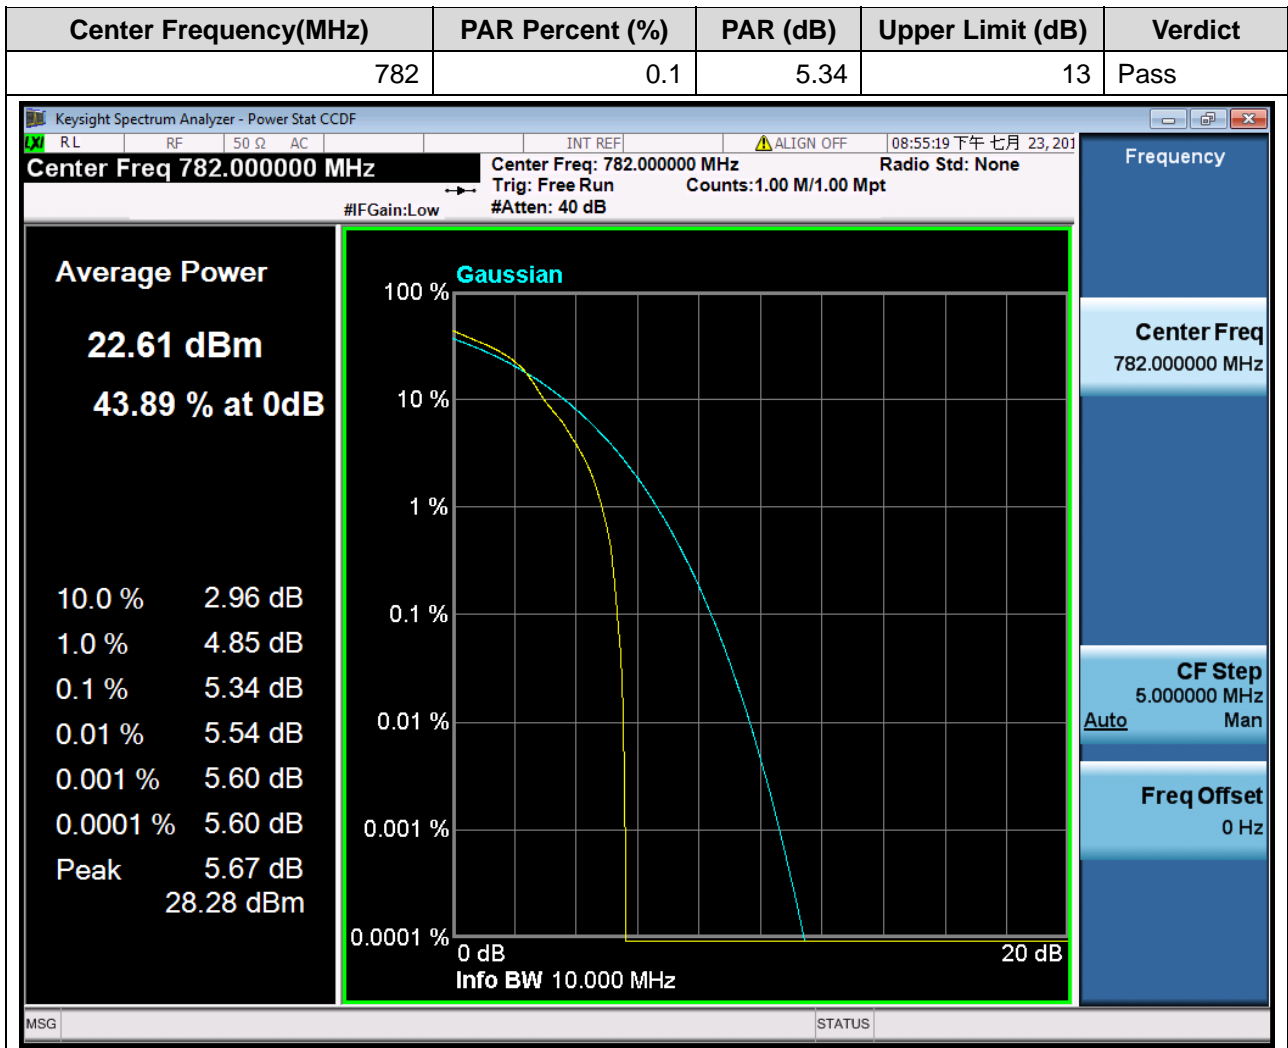 Center Frequency(MHz) PAR Percent (%) PAR (dB) Upper Limit (dB) Verdict
782 0.1 5.34 13 Pass
Keysight Spectrum Analyzer - Power Stat CCDF
LXI RL RF 50 Ω AC INT REF ALIGN OFF 08:55:19 下午 七月 23, 201
Center Freq 782.000000 MHz
Center Freq: 782.000000 MHz Radio Std: None
Trig: Free Run Counts:1.00 M/1.00 Mpt
#IFGain:Low #Atten: 40 dB
Frequency
Average Power
22.61 dBm
43.89 % at 0dB
10.0 % 2.96 dB
1.0 % 4.85 dB
0.1 % 5.34 dB
0.01 % 5.54 dB
0.001 % 5.60 dB
0.0001 % 5.60 dB
Peak 5.67 dB
28.28 dBm
Gaussian
100 %
10 %
1 %
0.1 %
0.01 %
0.001 %
0.0001 %
0 dB 20 dB
Info BW 10.000 MHz
Center Freq
782.000000 MHz
CF Step
5.000000 MHz
Auto Man
Freq Offset
0 Hz
MSG STATUS